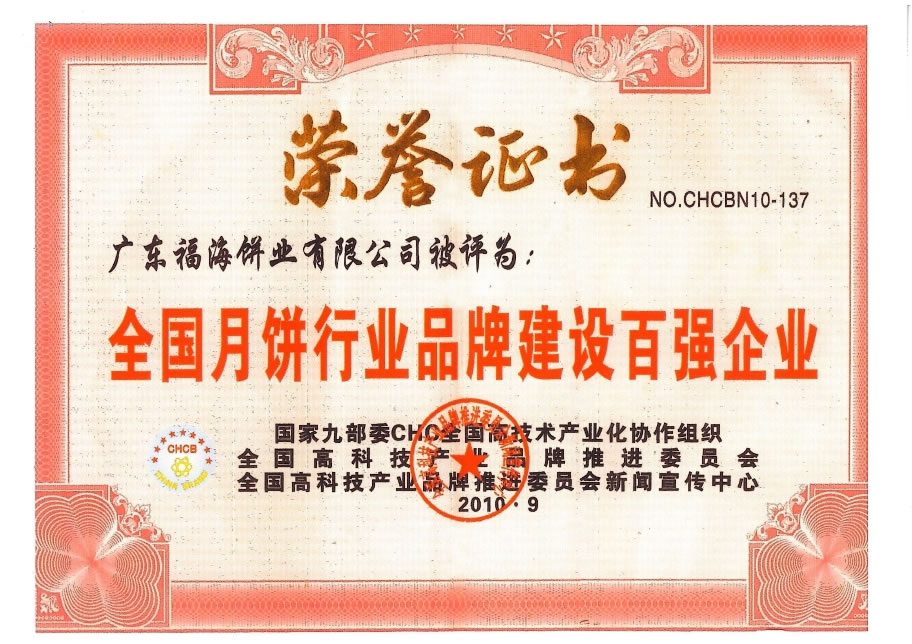 荣誉证书
NO.CHCBN10-137
广东福海饼业有限公司被评为：
全国月饼行业品牌建设百强企业
国家九部委CHC全国高技术产业化协作组织
全国高科技产业品牌推进委员会
全国高科技产业品牌推进委员会新闻宣传中心
2010·9
CHCB